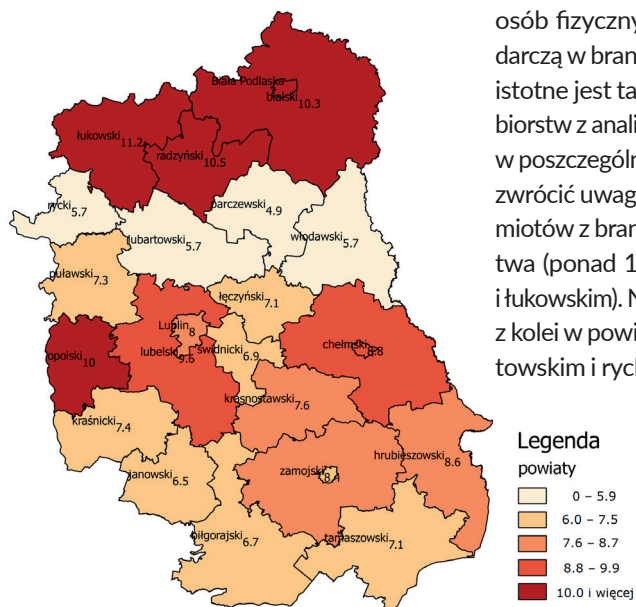 osób fizyczny
darczą w bran
istotne jest ta
biorstw z anali
w poszczególn
zwrócić uwag
miotów z bran
twa (ponad 1
i łukowskim). N
z kolei w powi
towskim i rych
Biała Podlaska
bialski 10.3
łukowski 11.2
radzyński 10.5
rycki 5.7
parczewski 4.9
lubartowski 5.7
włodawski 5.7
puławski 7.3
łęczyński 7.1
Lublin 8
opolski 10
lubelski 9.6
świdnicki 6.9
chełmski 8.8
krasnostawski 7.6
kraśnicki 7.4
hrubieszowski 8.6
janowski 6.5
zamojski 8.4
biłgorajski 6.7
tamaszowski 7.1
Legenda
powiaty
0 – 5.9
6.0 – 7.5
7.6 – 8.7
8.8 – 9.9
10.0 i więcej